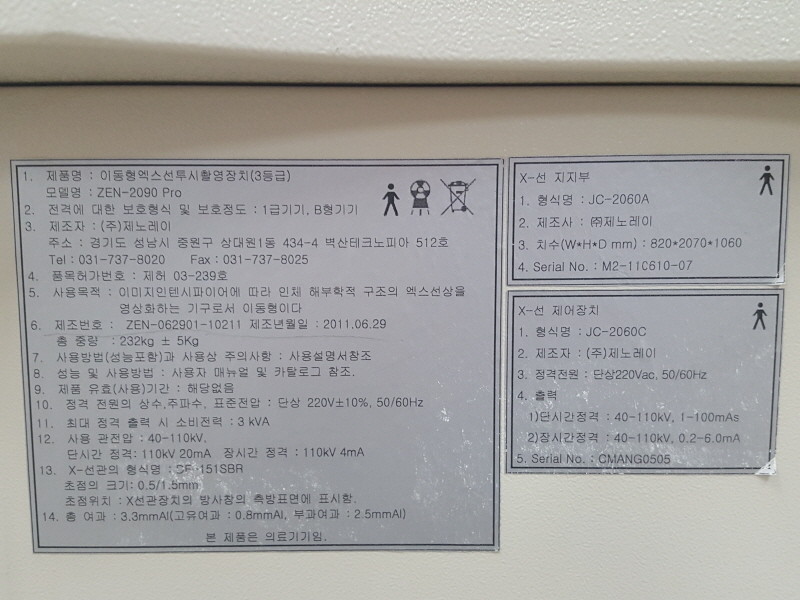 1. 제품명 : 이동형엑스선투시촬영장치(3등급)
모델명 : ZEN-2090 Pro
2. 전격에 대한 보호형식 및 보호정도 : 1급기기, B형기기
3. 제조자 : (주)제노레이
주소 : 경기도 성남시 중원구 상대원1동 434-4 벽산테크노피아 512호
Tel : 031-737-8020 Fax : 031-737-8025
4. 품목허가번호 : 제허 03-239호
5. 사용목적 : 이미지인텐시파이어에 따라 인체 해부학적 구조의 엑스선상을
영상화하는 기구로서 이동형이다
6. 제조번호 : ZEN-062901-10211 제조년월일 : 2011.06.29
총 중량 : 232kg ± 5Kg
7. 사용방법(성능포함)과 사용상 주의사항 : 사용설명서참조
8. 성능 및 사용방법 : 사용자 매뉴얼 및 카탈로그 참조.
9. 제품 유효(사용)기간 : 해당없음
10. 정격 전원의 상수,주파수, 표준전압 : 단상 220V±10%, 50/60Hz
11. 최대 정격 출력 시 소비전력 : 3 kVA
12. 사용 관전압 : 40-110kV,
단시간 정격: 110kV 20mA 장시간 정격 : 110kV 4mA
13. X-선관의 형식명 : -151SBR
초점의 크기: 0.5/1.5mm
초점위치 : X선관장치의 방사창의 측방표면에 표시함.
14. 총 여과 : 3.3mmAl(고유여과 : 0.8mmAl, 부과여과 : 2.5mmAl)
본 제품은 의료기기임.
X-선 지지부
1. 형식명 : JC-2060A
2. 제조사 : ㈜제노레이
3. 치수(W*H*D mm) : 820*2070*1060
4. Serial No. : M2-110610-07
X-선 제어장치
1. 형식명 : JC-2060C
2. 제조자 : (주)제노레이
3. 정격전원 : 단상220Vac, 50/60Hz
4. 출력
1)단시간정격 : 40-110kV, 1-100mAs
2)장시간정격 : 40-110kV, 0.2-6.0mA
5. Serial No. : CMANG0505